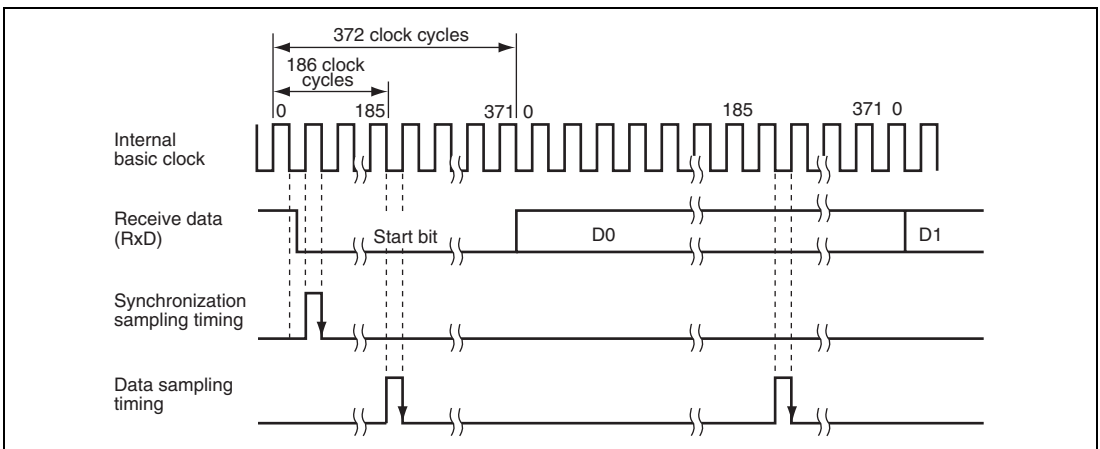 372 clock cycles
186 clock
cycles
0 185 371 0 185 371 0
Internal
basic clock
Receive data
(RxD)
Start bit D0 D1
Synchronization
sampling timing
Data sampling
timing